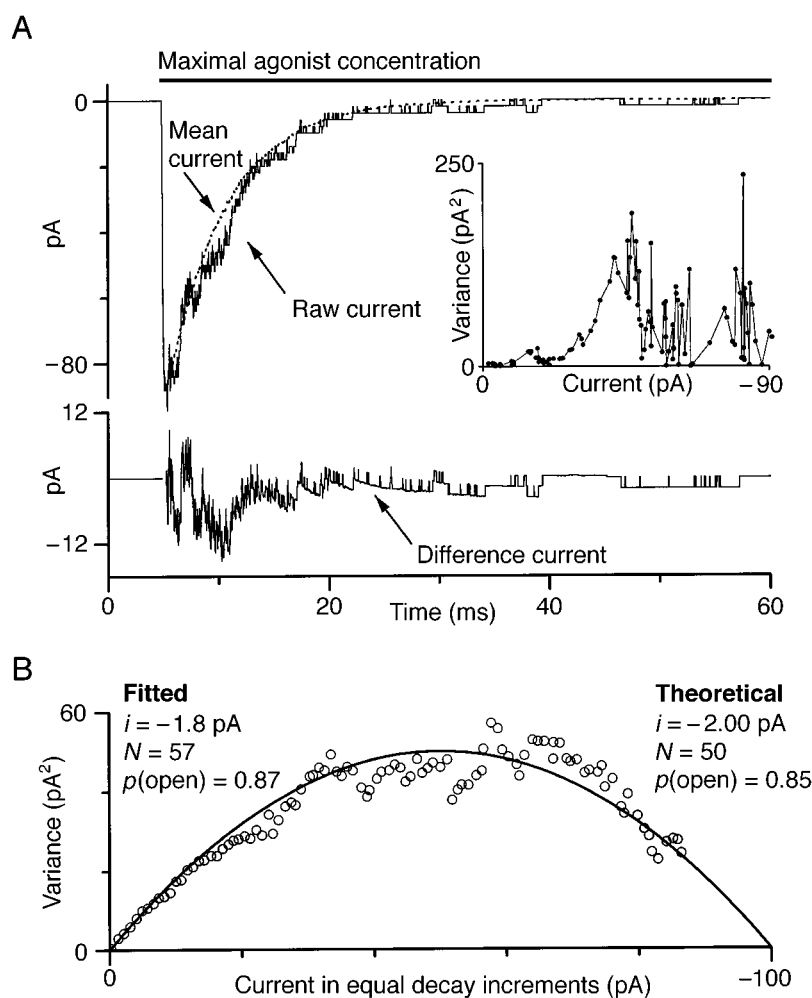 A
Maximal agonist concentration
0
Mean
current
pA
Raw current
−80
250
Variance (pA²)
0
0
Current (pA)
−90
12
pA
−12
Difference current
0
20
40
60
Time (ms)
B
Fitted
i = −1.8 pA
N = 57
p(open) = 0.87
Theoretical
i = −2.00 pA
N = 50
p(open) = 0.85
60
Variance (pA²)
0
0
−100
Current in equal decay increments (pA)